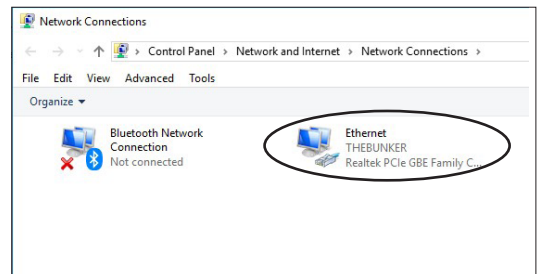 Network Connections
Control Panel > Network and Internet > Network Connections >
File Edit View Advanced Tools
Organize
Bluetooth Network
Connection
Not connected
Ethernet
THEBUNKER
Realtek PCIe GBE Family C...